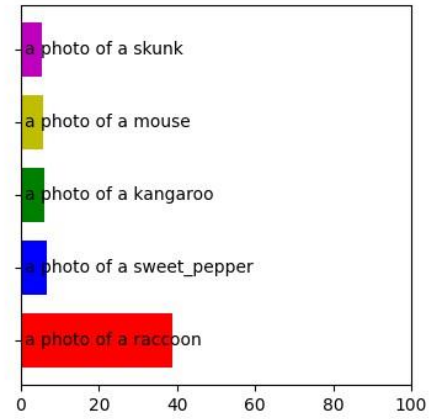 a photo of a skunk
a photo of a mouse
a photo of a kangaroo
a photo of a sweet_pepper
a photo of a raccoon
0 20 40 60 80 100